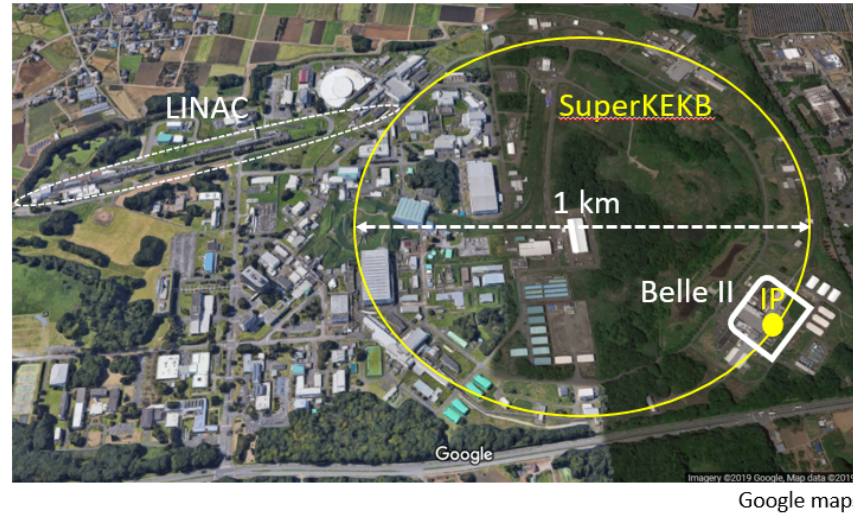 LINAC
SuperKEKB
1 km
Belle II
IP
Google
Imagery ©2019 Google, Map data ©2019
Google map